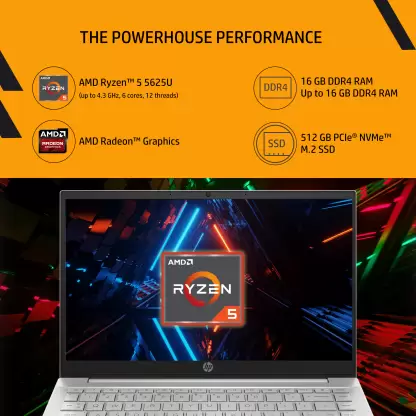 THE POWERHOUSE PERFORMANCE
AMD Ryzen™ 5 5625U
(up to 4.3 GHz, 6 cores, 12 threads)
AMD Radeon™ Graphics
16 GB DDR4 RAM
Up to 16 GB DDR4 RAM
512 GB PCIe® NVMe™
M.2 SSD
RYZEN
5
AMD
RADEON
DDR4
SSD
AMD
RYZEN
5
hp